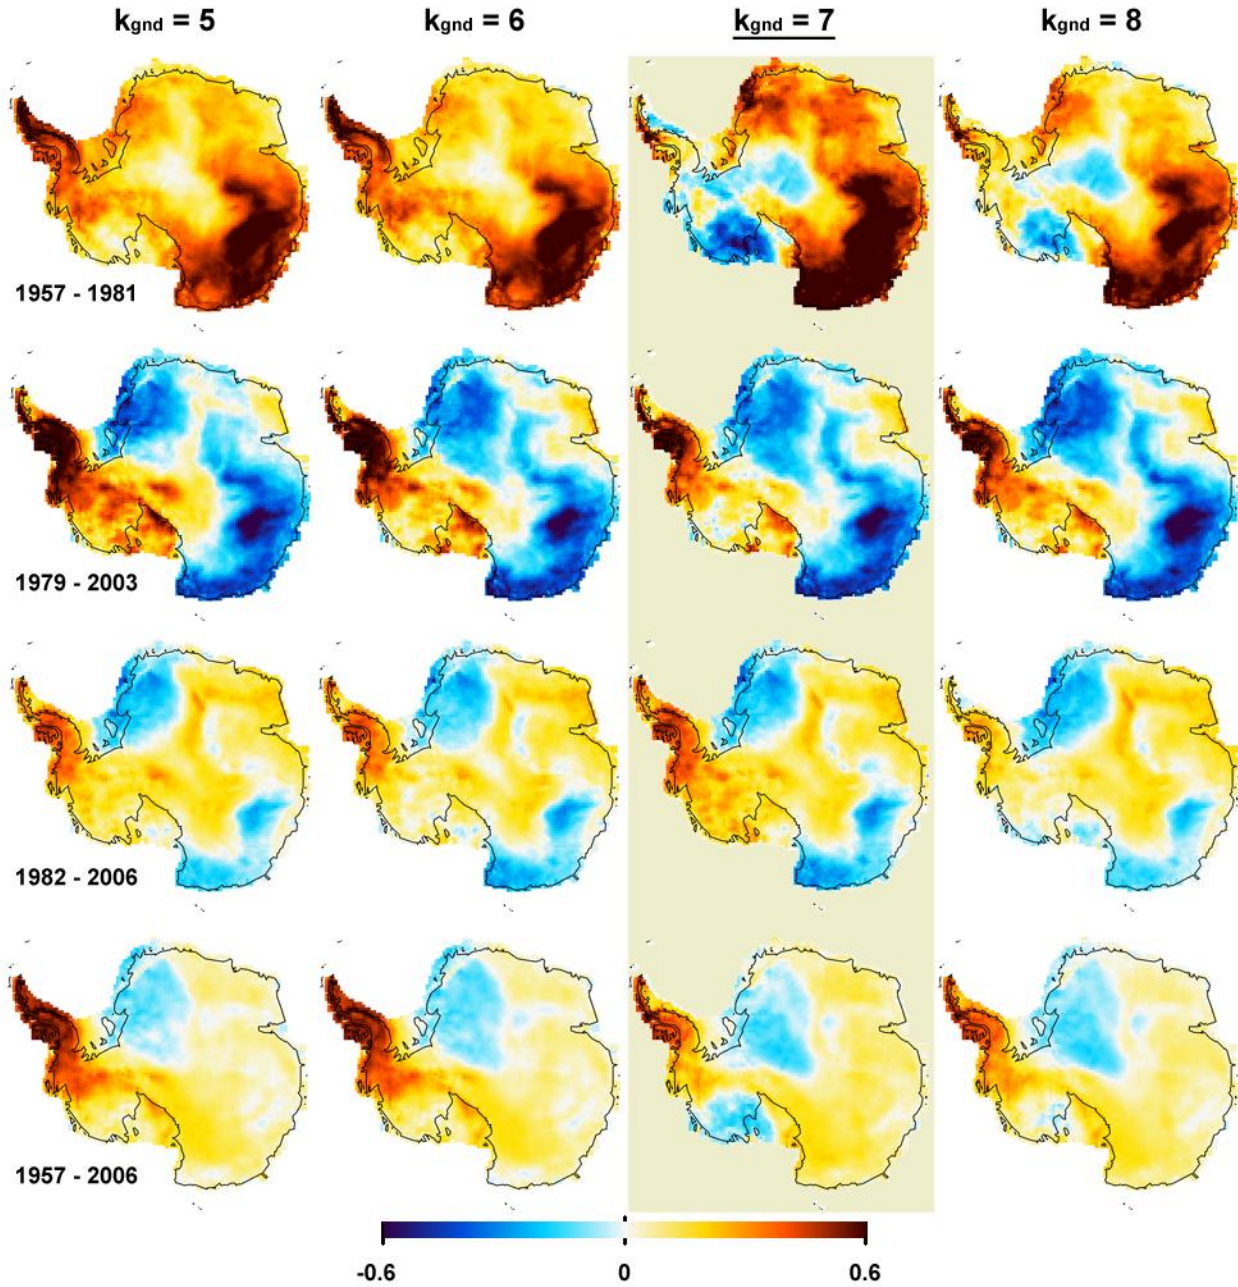 kgnd = 5 kgnd = 6 kgnd = 7 kgnd = 8
1957 - 1981
1979 - 2003
1982 - 2006
1957 - 2006
-0.6 0 0.6